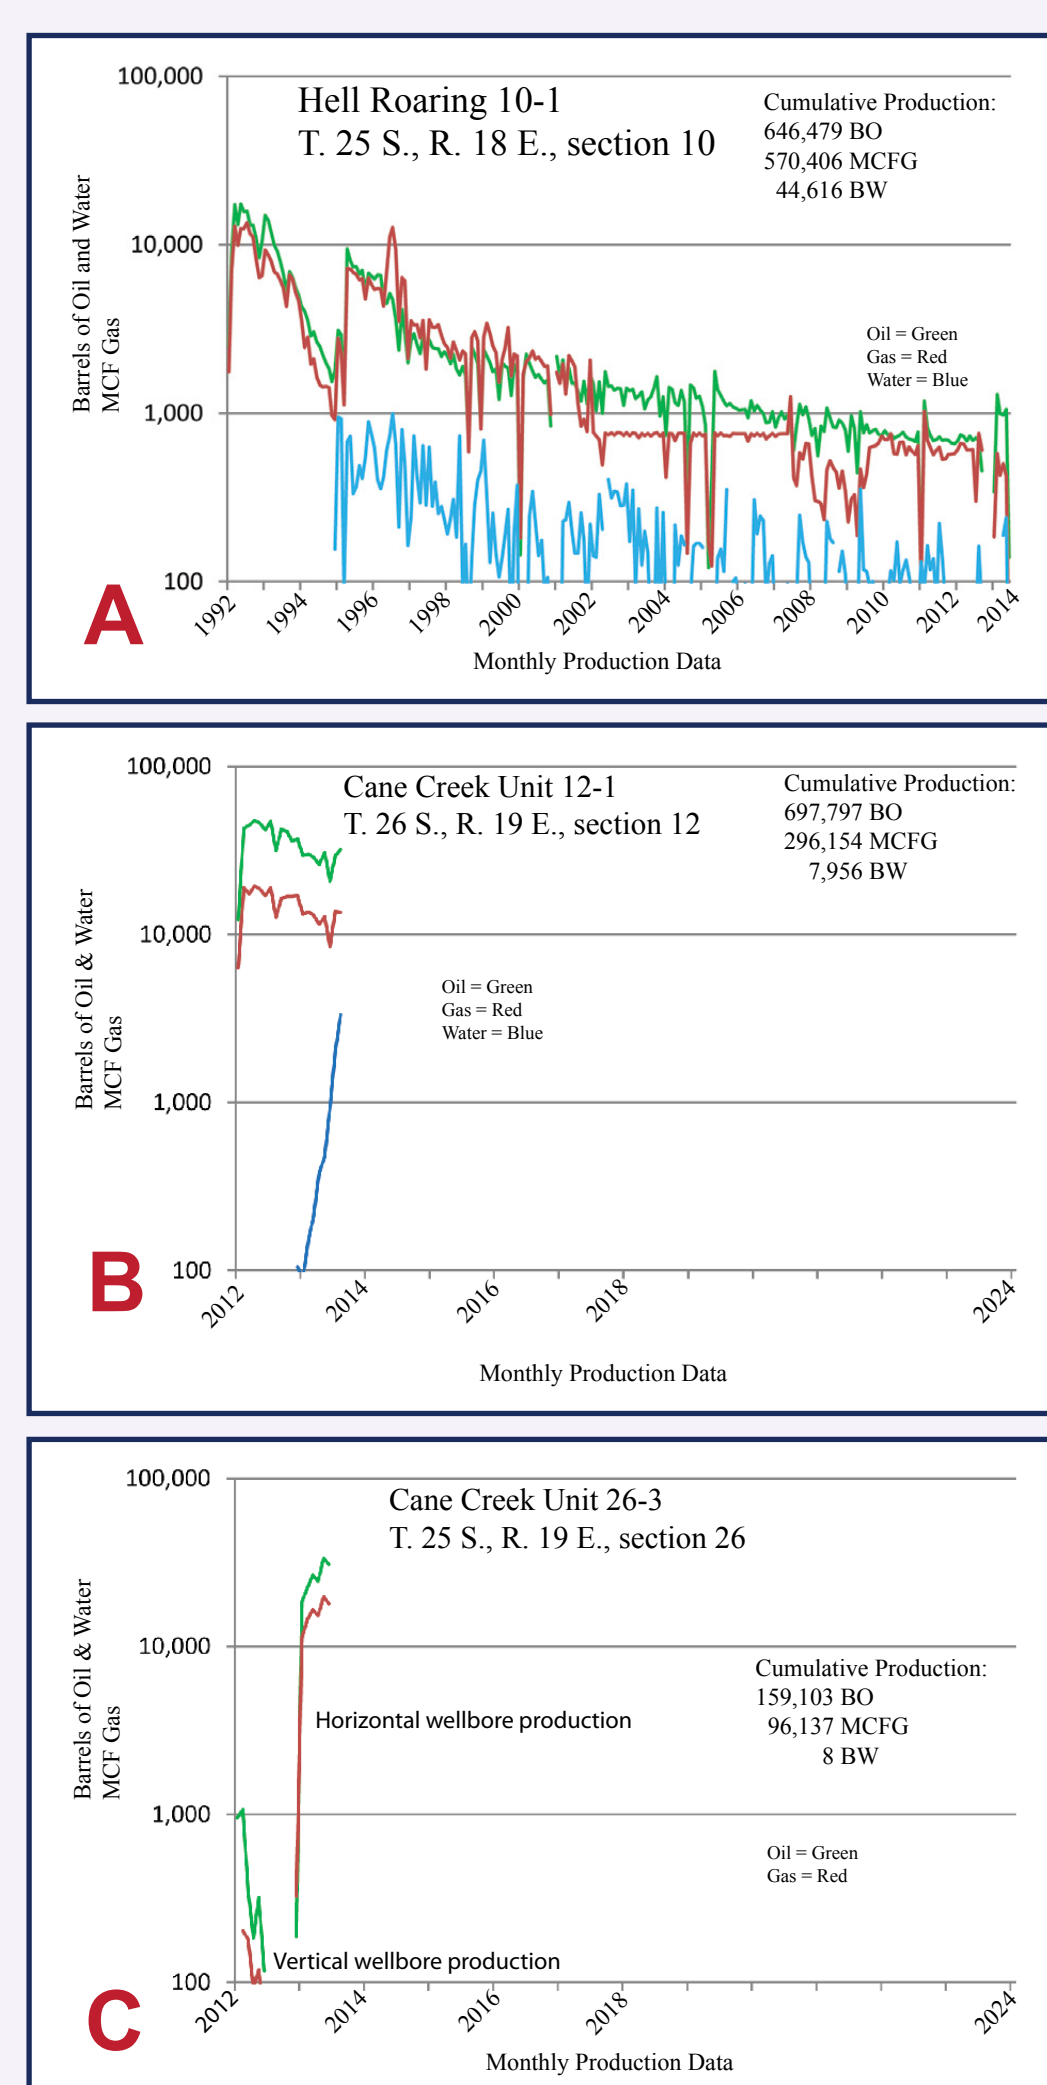 100,000
Hell Roaring 10-1
T. 25 S., R. 18 E., section 10
Cumulative Production:
646,479 BO
570,406 MCFG
44,616 BW
Barrels of Oil and Water
MCF Gas
10,000
Oil = Green
Gas = Red
Water = Blue
1,000
100
A
1992
1994
1996
1998
2000
2002
2004
2006
2008
2010
2012
2014
Monthly Production Data
100,000
Cane Creek Unit 12-1
T. 26 S., R. 19 E., section 12
Cumulative Production:
697,797 BO
296,154 MCFG
7,956 BW
Barrels of Oil & Water
MCF Gas
10,000
Oil = Green
Gas = Red
Water = Blue
1,000
100
B
2012
2014
2016
2018
2024
Monthly Production Data
100,000
Cane Creek Unit 26-3
T. 25 S., R. 19 E., section 26
Barrels of Oil & Water
MCF Gas
10,000
Cumulative Production:
159,103 BO
96,137 MCFG
8 BW
Horizontal wellbore production
1,000
Oil = Green
Gas = Red
Vertical wellbore production
100
C
2012
2014
2016
2018
2024
Monthly Production Data